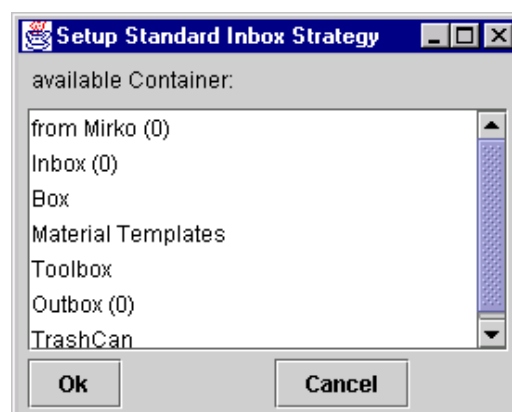 Setup Standard Inbox Strategy
available Container:
from Mirko (0)
Inbox (0)
Box
Material Templates
Toolbox
Outbox (0)
TrashCan
Ok
Cancel